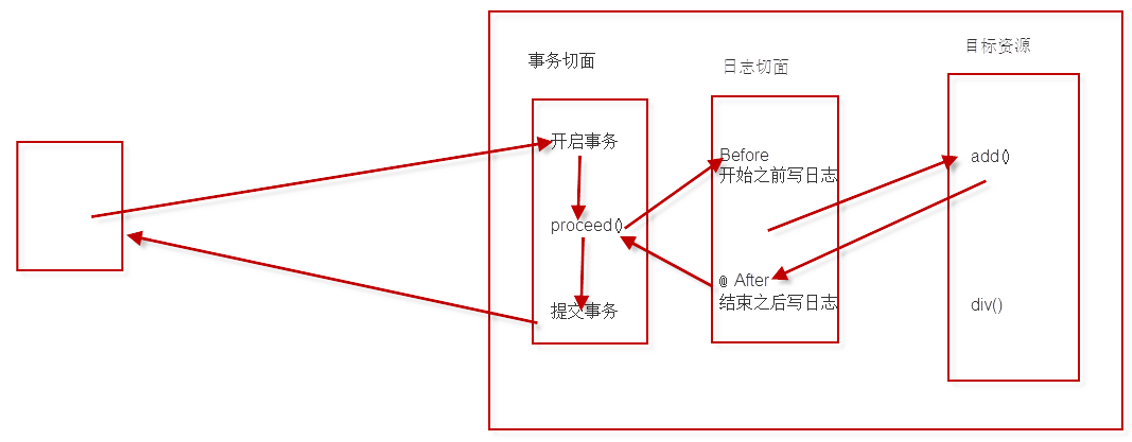 事务切面
开启事务
proceed()
提交事务
日志切面
Before
开始之前写日志
@ After
结束之后写日志
目标资源
add()
div()